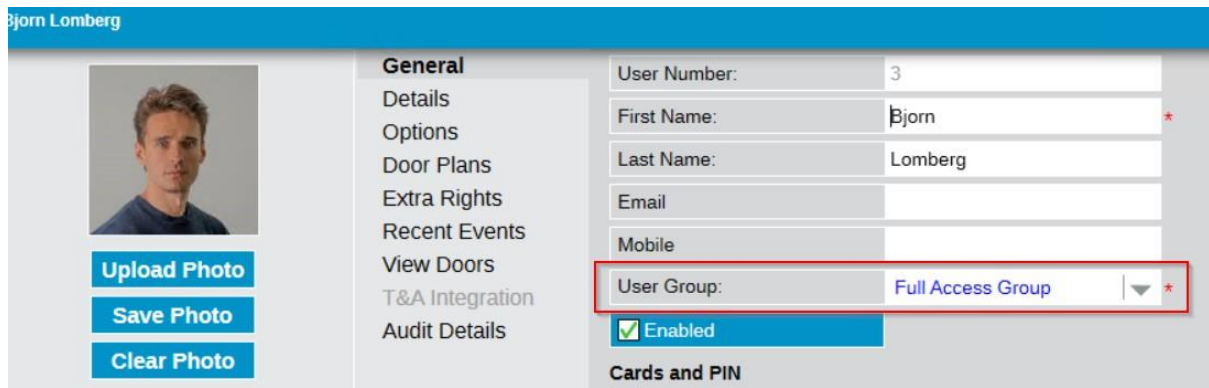 Bjorn Lomberg
Upload Photo
Save Photo
Clear Photo
General
Details
Options
Door Plans
Extra Rights
Recent Events
View Doors
T&A Integration
Audit Details
User Number: 3
First Name: Bjorn *
Last Name: Lomberg
Email
Mobile
User Group: Full Access Group *
Enabled
Cards and PIN